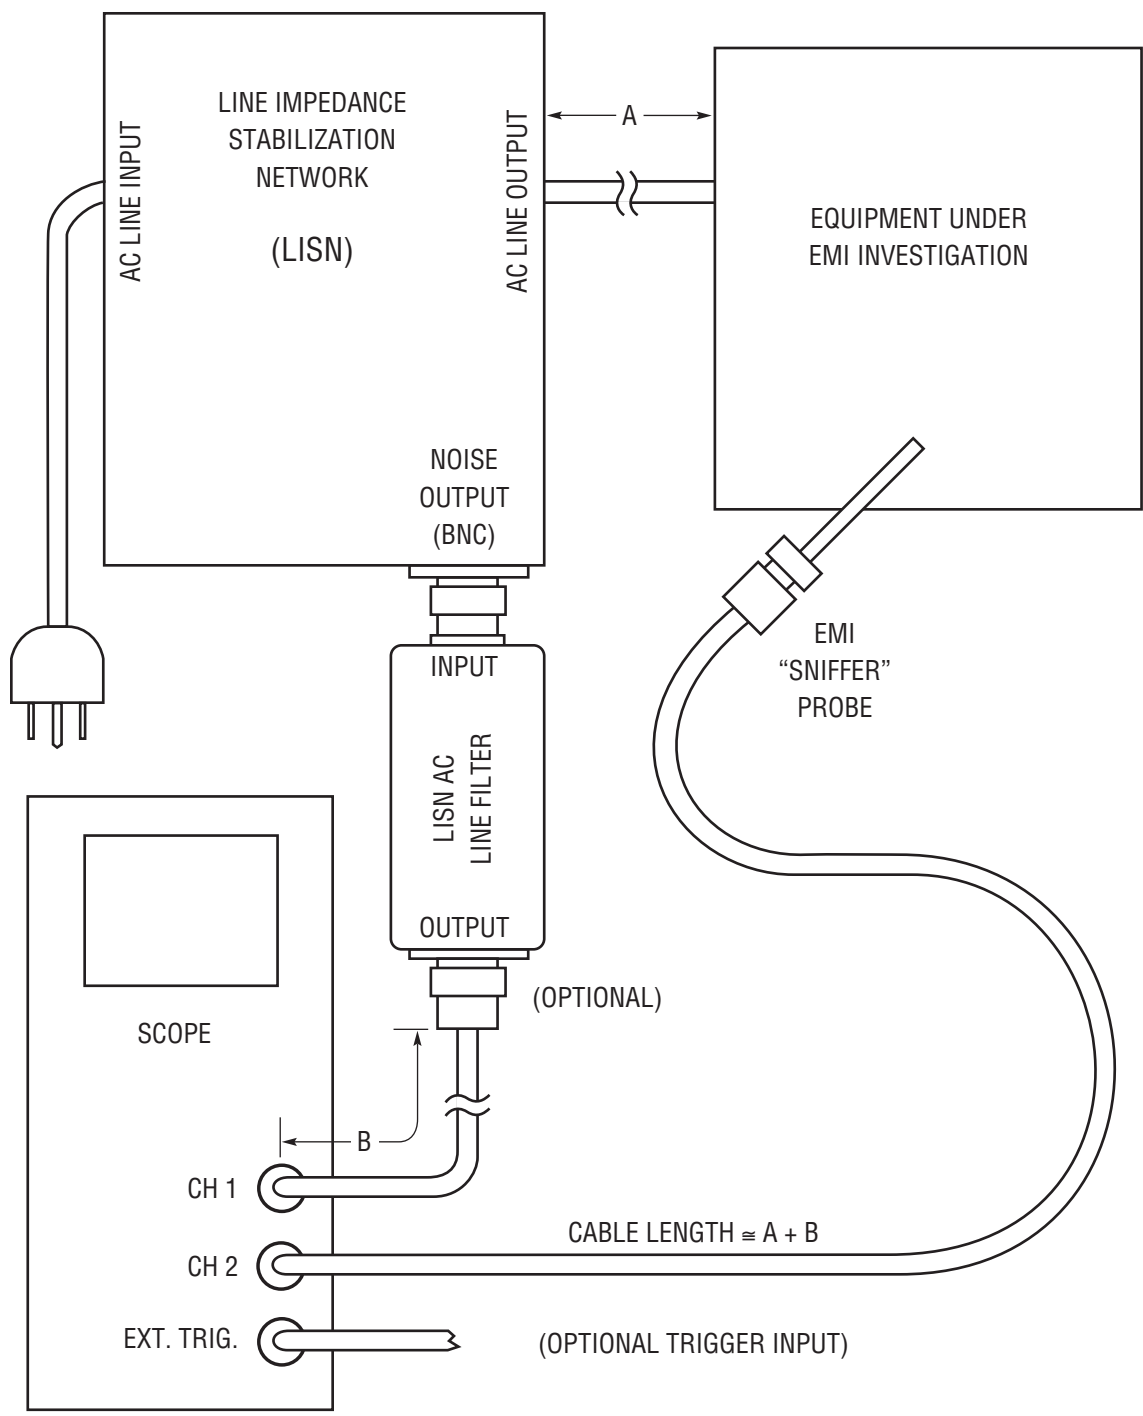 LINE IMPEDANCE
STABILIZATION
NETWORK
(LISN)
AC LINE INPUT
AC LINE OUTPUT
A
EQUIPMENT UNDER
EMI INVESTIGATION
NOISE
OUTPUT
(BNC)
INPUT
LISN AC
LINE FILTER
OUTPUT
(OPTIONAL)
EMI
“SNIFFER”
PROBE
SCOPE
B
CH 1
CH 2
CABLE LENGTH ≅ A + B
EXT. TRIG.
(OPTIONAL TRIGGER INPUT)